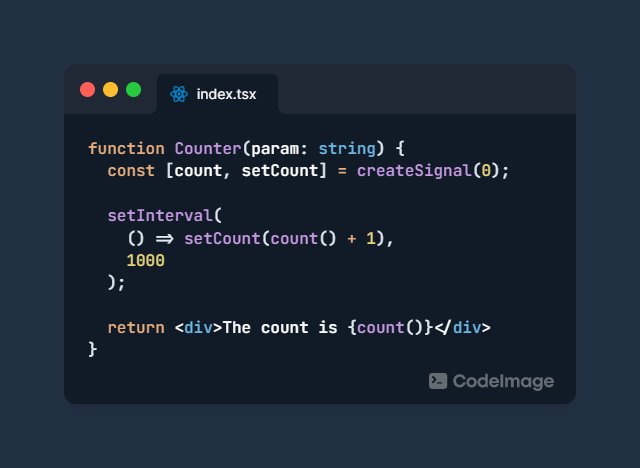 index.tsx
function Counter(param: string) {
  const [count, setCount] = createSignal(0);
  setInterval(
    () => setCount(count() + 1),
    1000
  );
  return <div>The count is {count()}</div>
}
CodeImage